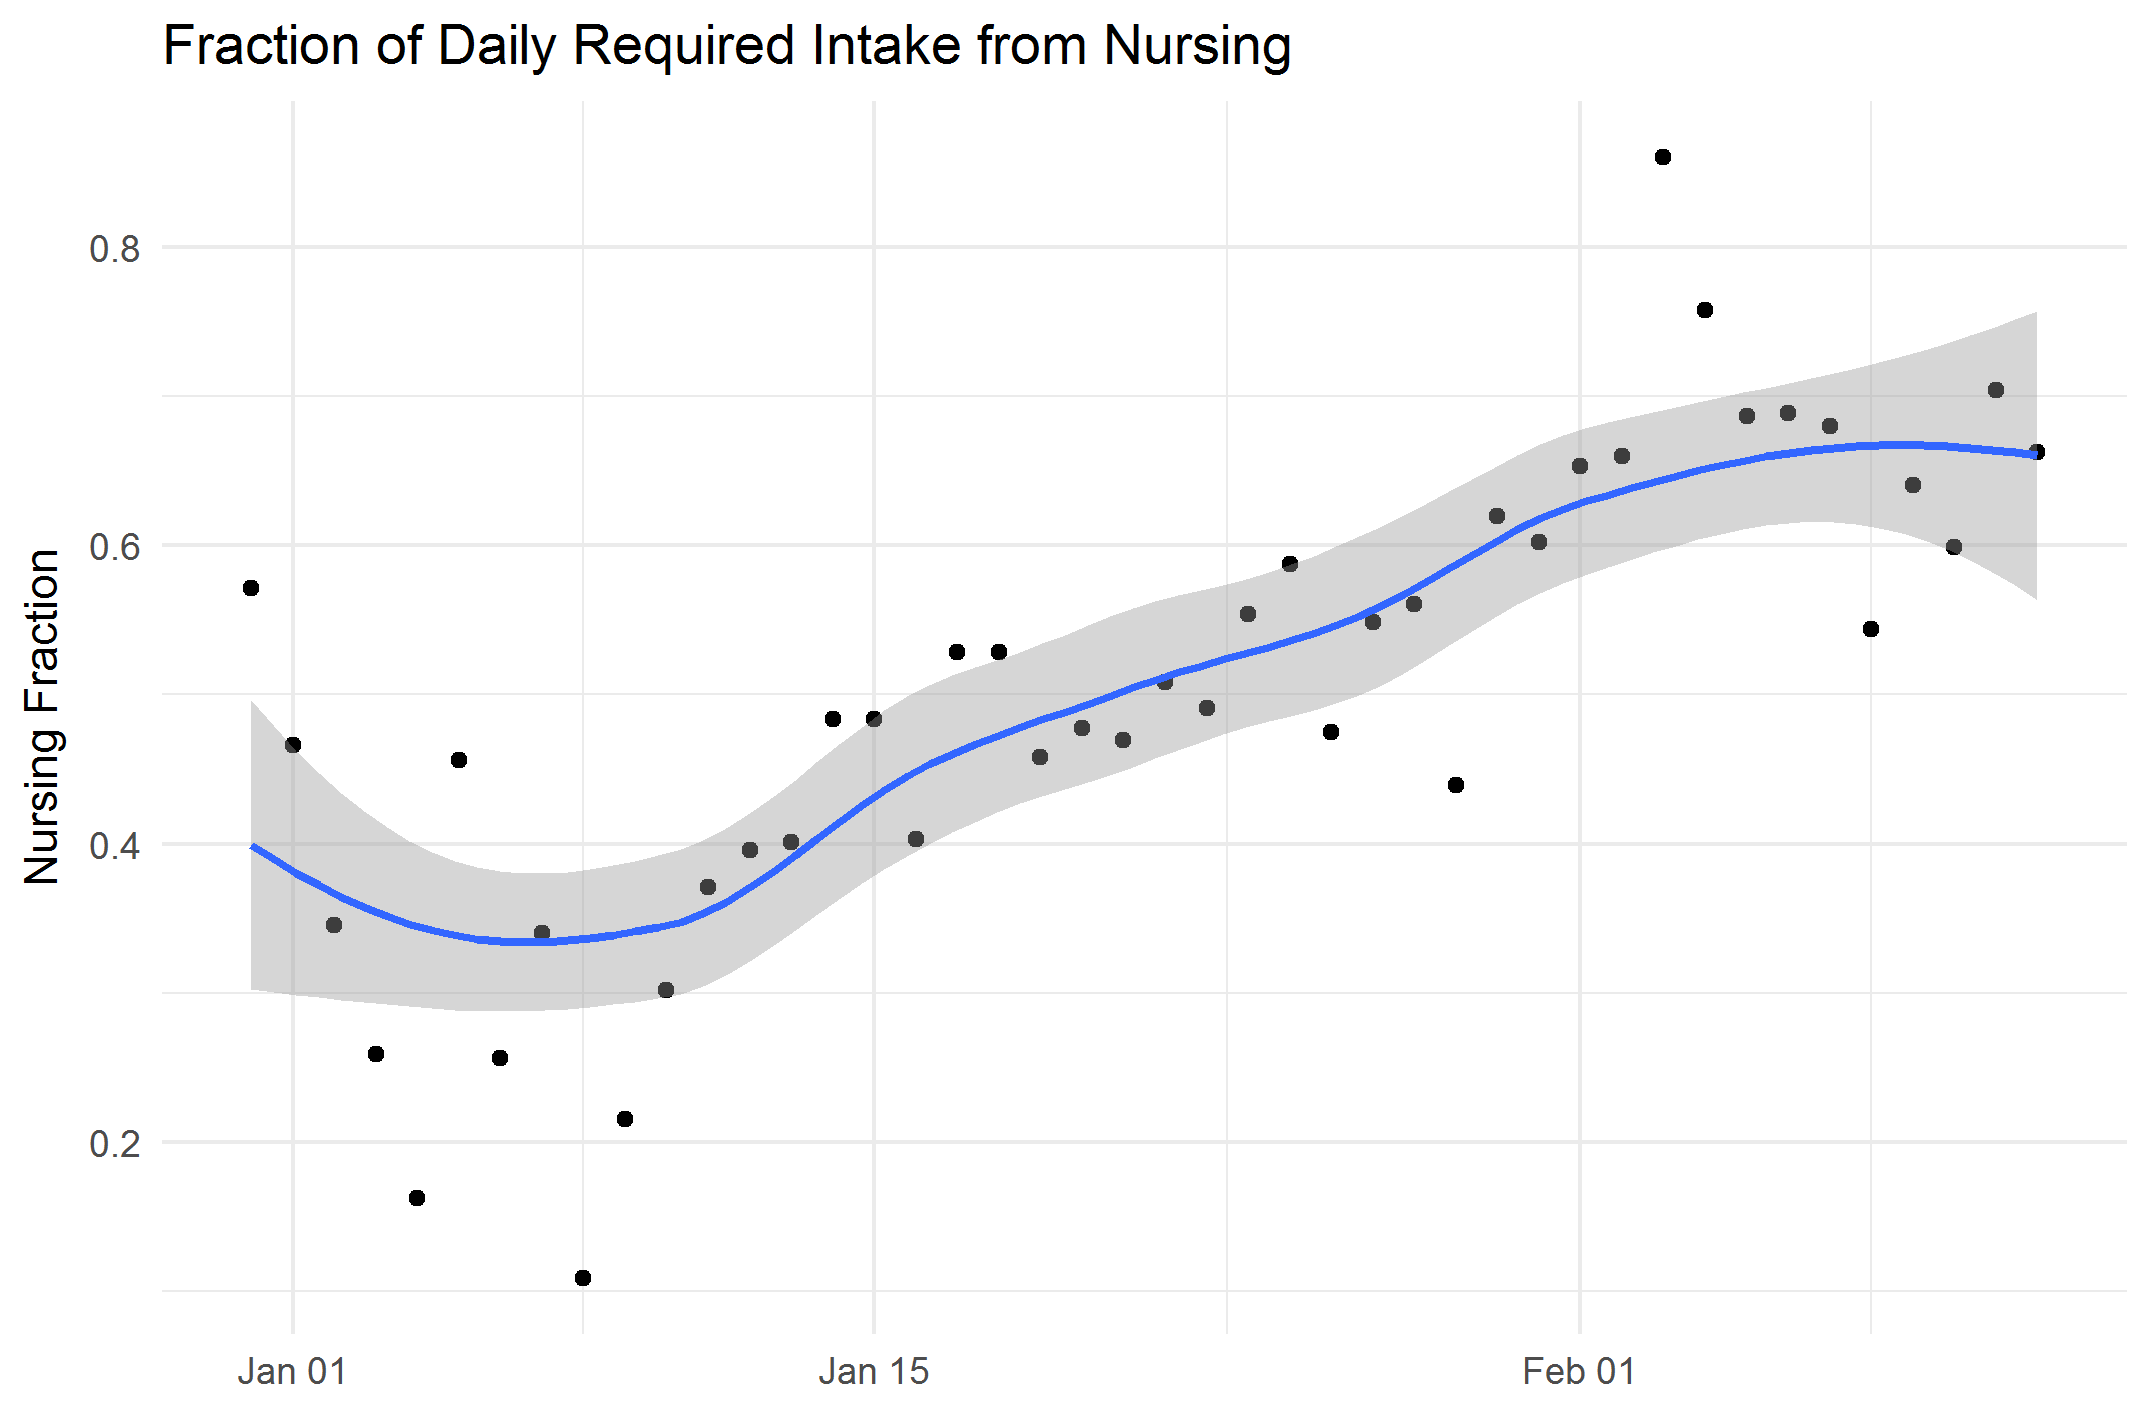 Fraction of Daily Required Intake from Nursing
Nursing Fraction
0.8
0.6
0.4
0.2
Jan 01
Jan 15
Feb 01